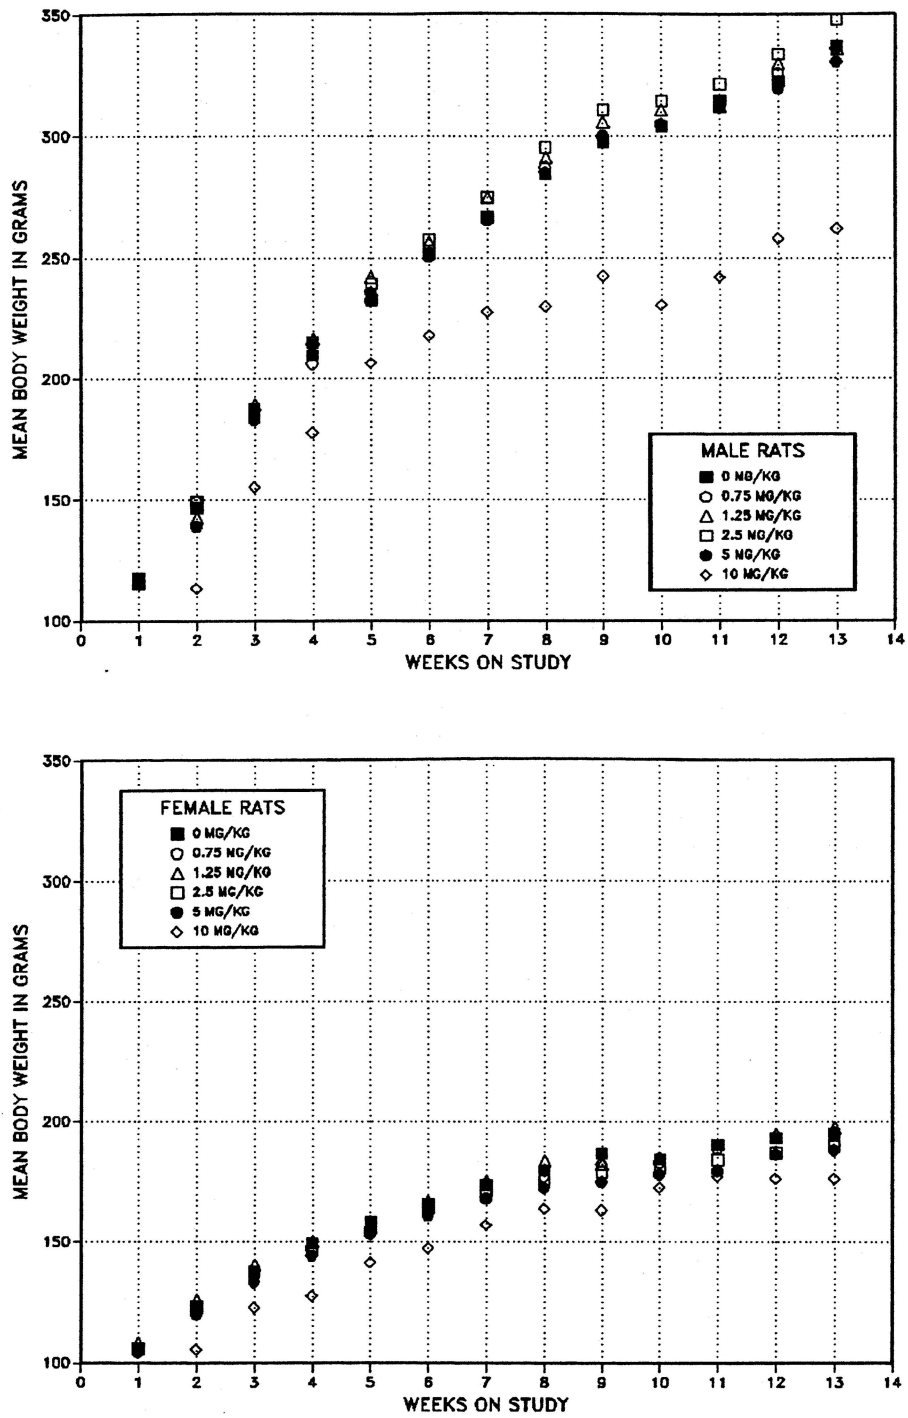 350
300
250
200
150
100
MEAN BODY WEIGHT IN GRAMS
MALE RATS
0 MG/KG
0.75 MG/KG
1.25 MG/KG
2.5 MG/KG
5 MG/KG
10 MG/KG
0 1 2 3 4 5 6 7 8 9 10 11 12 13 14
WEEKS ON STUDY
350
300
250
200
150
100
MEAN BODY WEIGHT IN GRAMS
FEMALE RATS
0 MG/KG
0.75 MG/KG
1.25 MG/KG
2.5 MG/KG
5 MG/KG
10 MG/KG
0 1 2 3 4 5 6 7 8 9 10 11 12 13 14
WEEKS ON STUDY